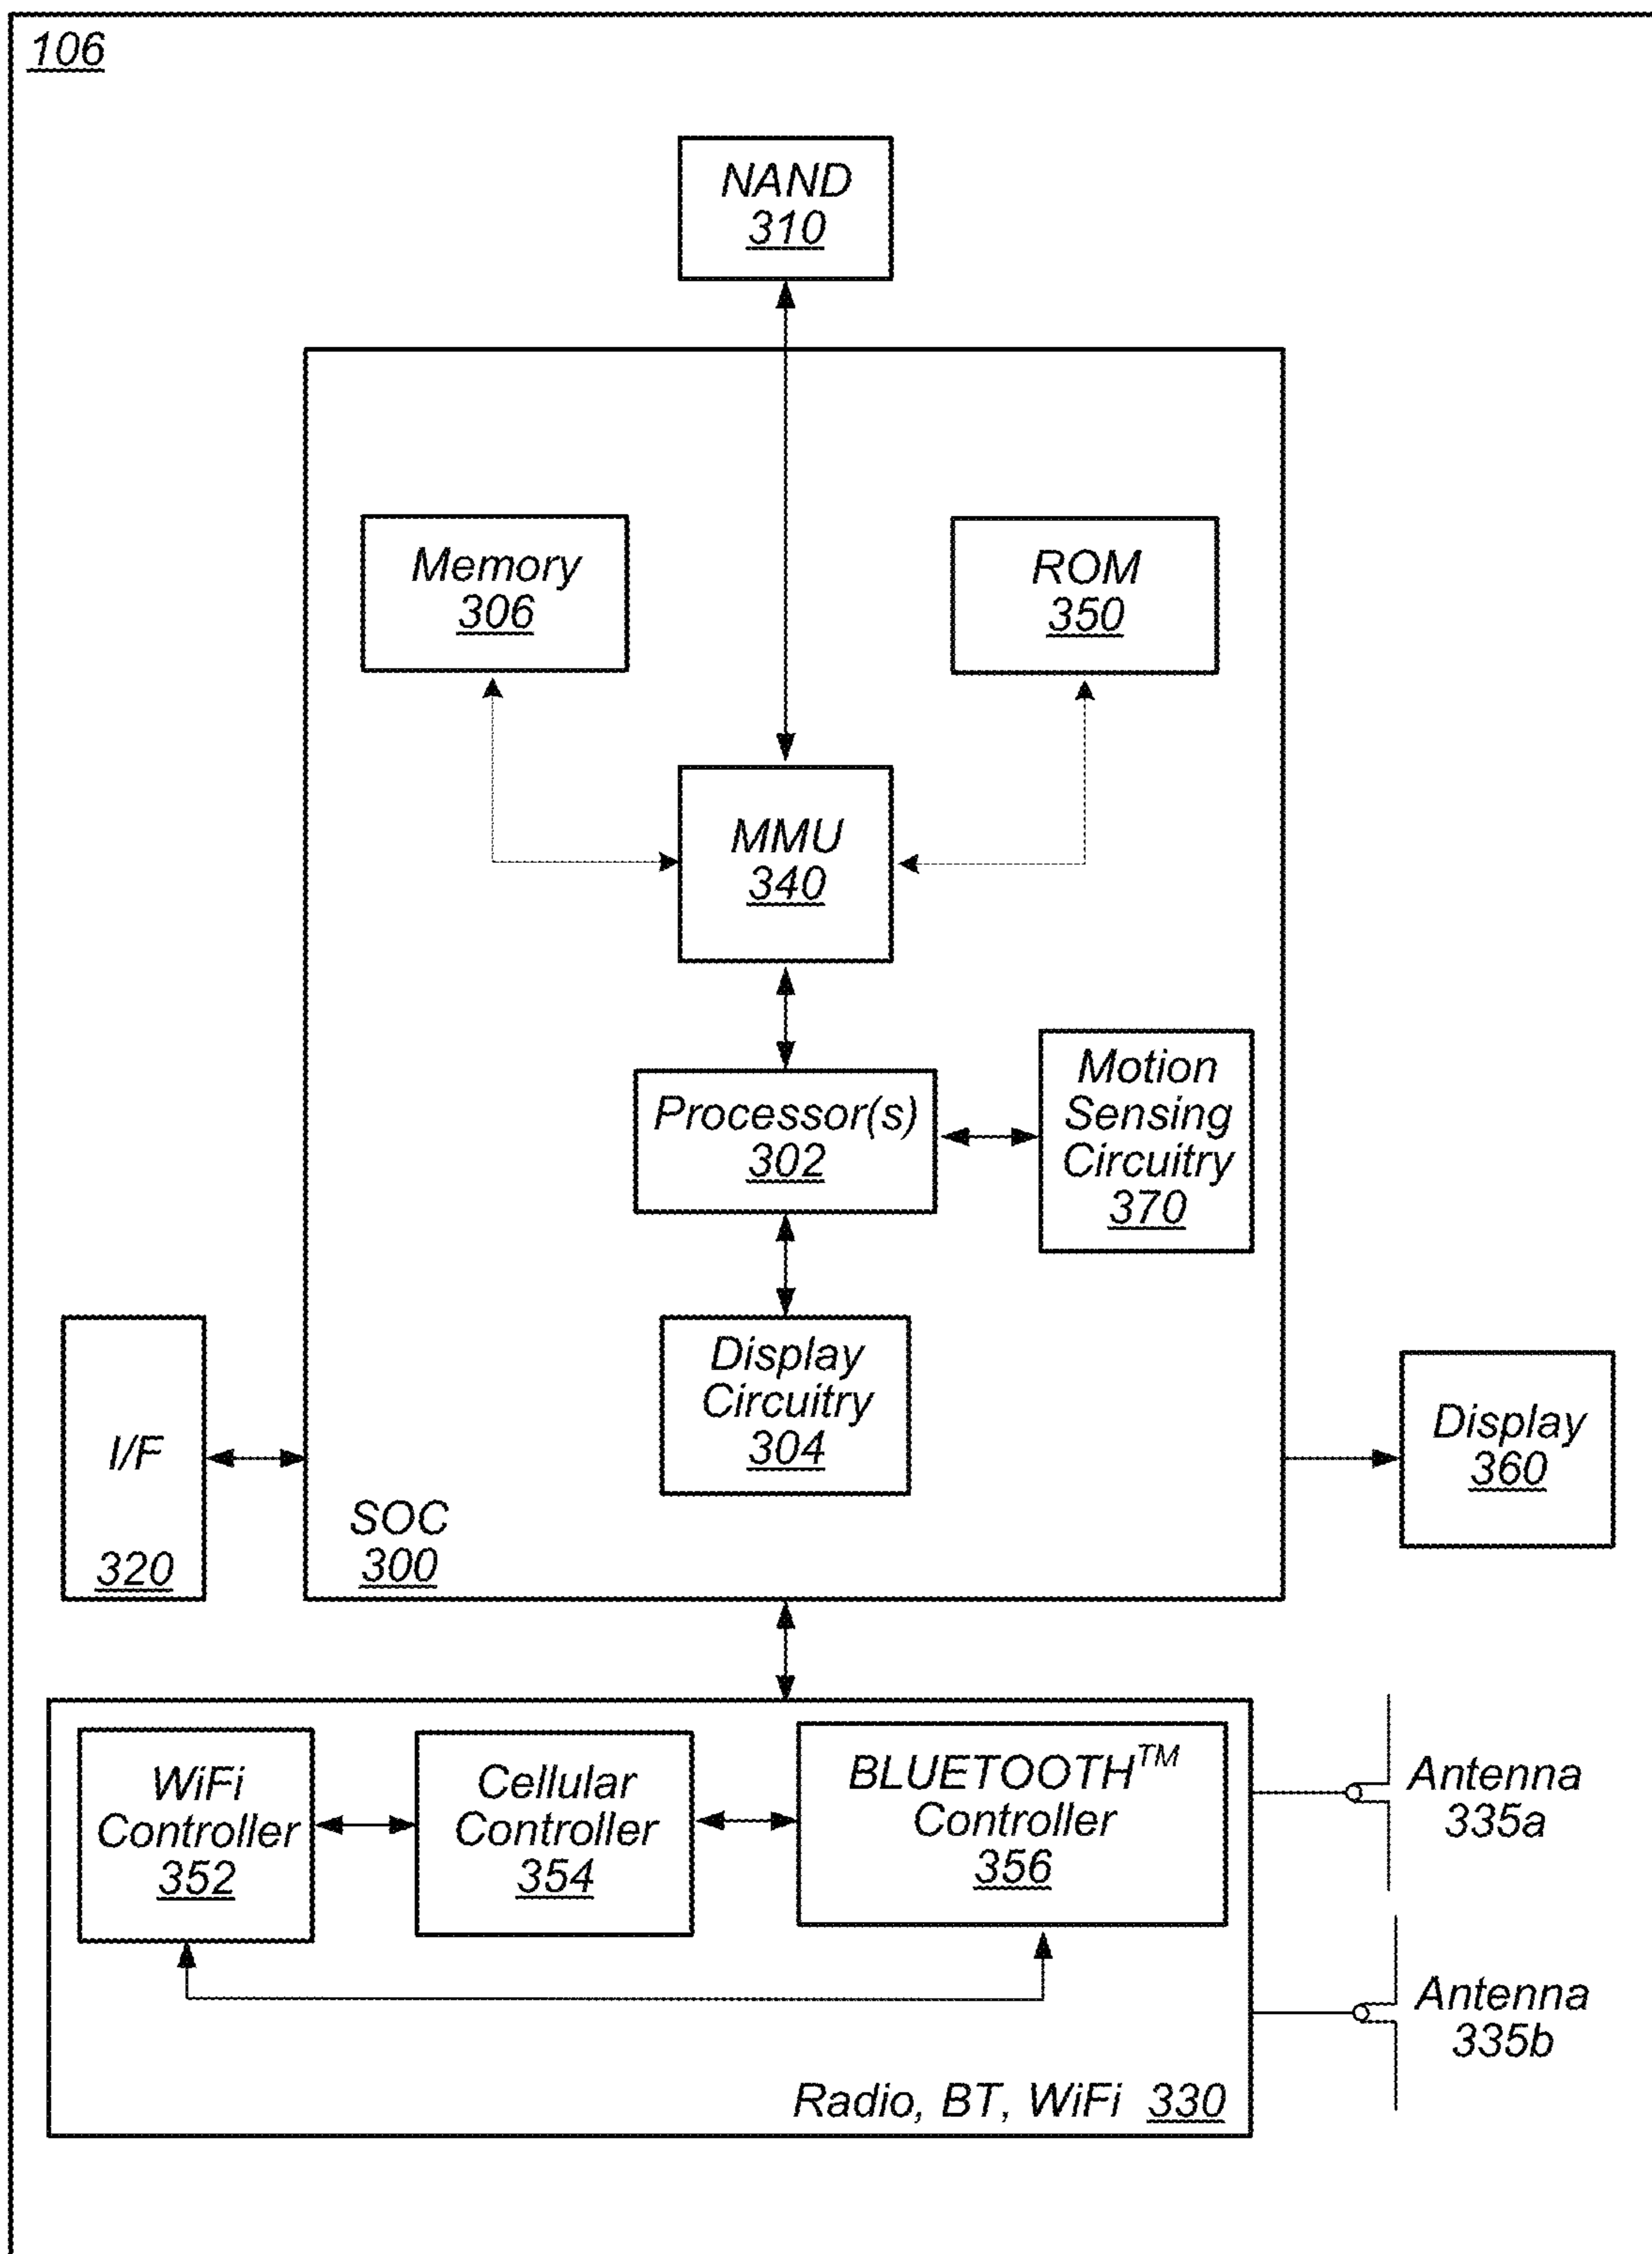 106
NAND
310
Memory
306
ROM
350
MMU
340
Processor(s)
302
Motion
Sensing
Circuitry
370
Display
Circuitry
304
I/F
320
SOC
300
Display
360
WiFi
Controller
352
Cellular
Controller
354
BLUETOOTH™
Controller
356
Antenna
335a
Antenna
335b
Radio, BT, WiFi 330